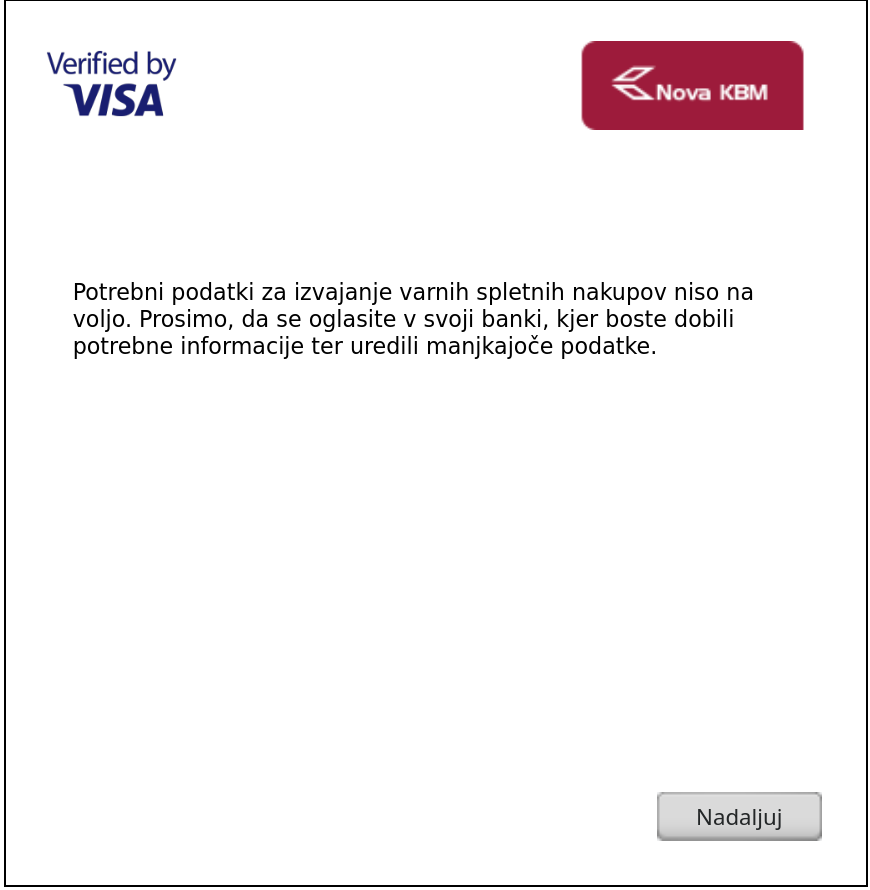 Verified by
VISA
Nova KBM
Potrebni podatki za izvajanje varnih spletnih nakupov niso na
voljo. Prosimo, da se oglasite v svoji banki, kjer boste dobili
potrebne informacije ter uredili manjkajoče podatke.
Nadaljuj